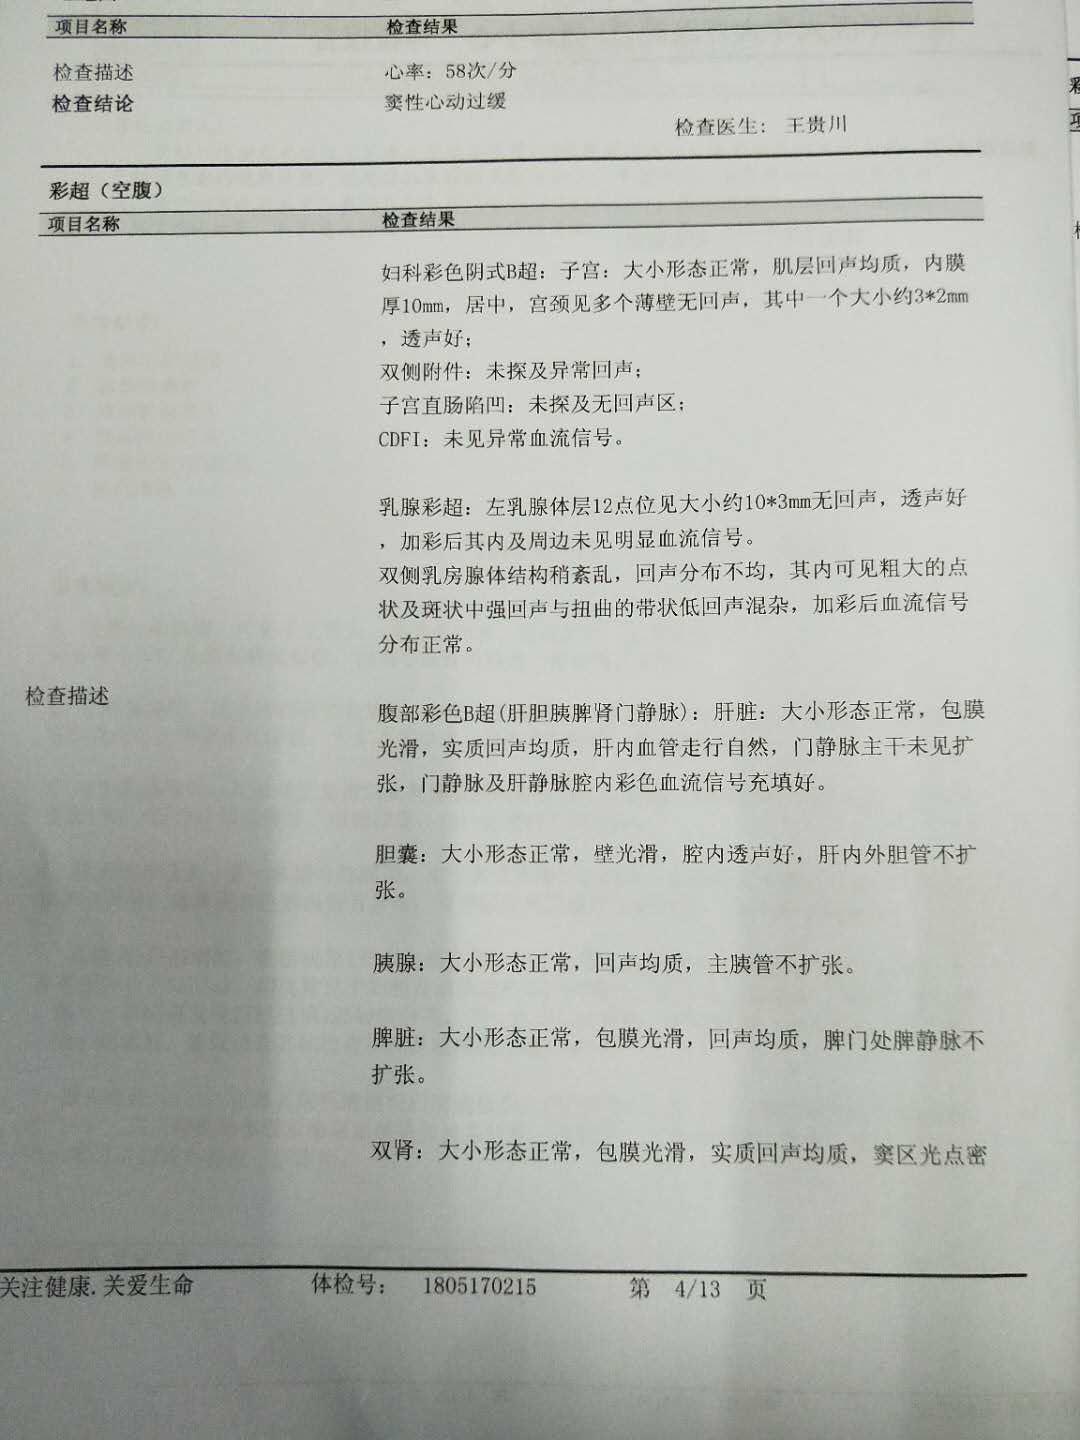 项目名称 检查结果
检查描述 心率：58次/分
检查结论 窦性心动过缓
检查医生： 王贵川
彩超（空腹）
项目名称 检查结果
妇科彩色阴式B超：子宫：大小形态正常，肌层回声均质，内膜
厚10mm，居中，宫颈见多个薄壁无回声，其中一个大小约3*2mm
，透声好；
双侧附件：未探及异常回声；
子宫直肠陷凹：未探及无回声区；
CDFI：未见异常血流信号。
乳腺彩超：左乳腺体层12点位见大小约10*3mm无回声，透声好
，加彩后其内及周边未见明显血流信号。
双侧乳房腺体结构稍紊乱，回声分布不均，其内可见粗大的点
状及斑状中强回声与扭曲的带状低回声混杂，加彩后血流信号
分布正常。
检查描述
腹部彩色B超(肝胆胰脾肾门静脉)：肝脏：大小形态正常，包膜
光滑，实质回声均质，肝内血管走行自然，门静脉主干未见扩
张，门静脉及肝静脉腔内彩色血流信号充填好。
胆囊：大小形态正常，壁光滑，腔内透声好，肝内外胆管不扩
张。
胰腺：大小形态正常，回声均质，主胰管不扩张。
脾脏：大小形态正常，包膜光滑，回声均质，脾门处脾静脉不
扩张。
双肾：大小形态正常，包膜光滑，实质回声均质，窦区光点密
关注健康.关爱生命 体检号： 1805170215 第 4/13 页